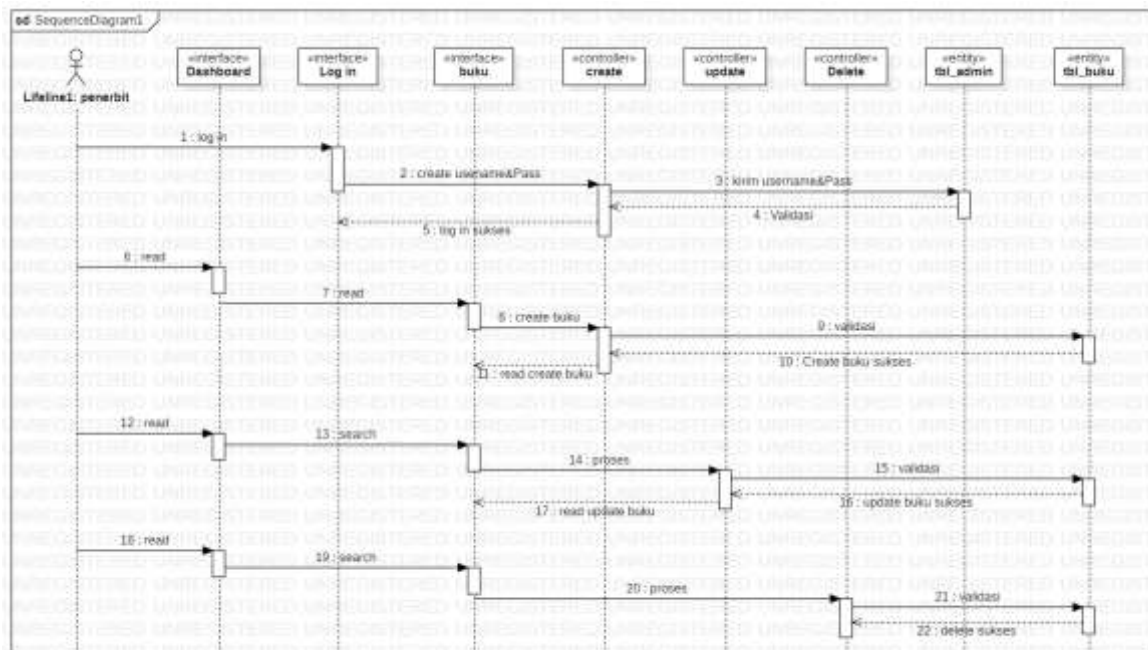 sd SequenceDiagram1
«interface»
Dashboard
«interface»
Log in
«interface»
buku
«controller»
create
«controller»
update
«controller»
Delete
«entity»
tbl_admin
«entity»
tbl_buku
Lifeline1: penerbit
1 : log in
2 : create usename&Pass
3 : kirim username&Pass
4 : Validasi
5 : log in sukses
6 : read
7 : read
8 : create buku
9 : validasi
10 : Create buku sukses
11 : read create buku
12 : read
13 : search
14 : proses
15 : validasi
16 : update buku sukses
17 : read update buku
18 : read
19 : search
20 : proses
21 : validasi
22 : delete sukses
UNREGISTERED